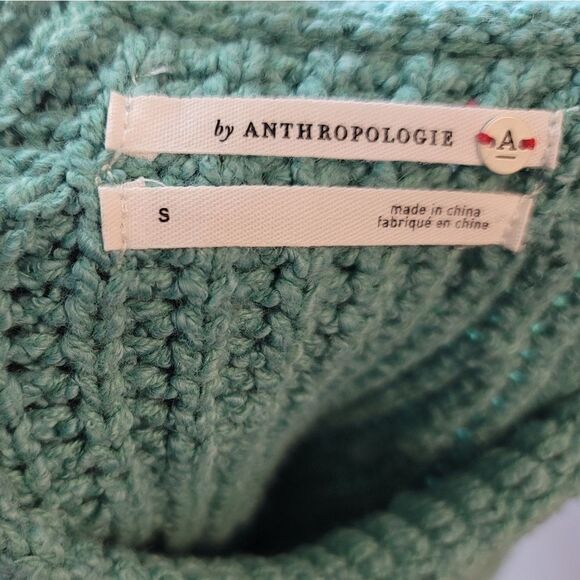 by ANTHROPOLOGIE A
S
made in china
fabriqué en chine